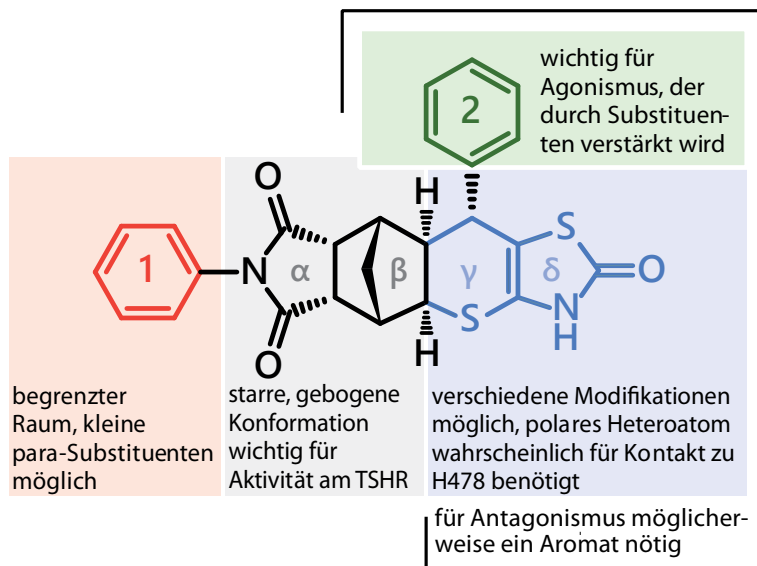 wichtig für
Agonismus, der
durch Substituen-
ten verstärkt wird
2
H
O
S
1
N
α
β
γ
δ
O
O
S
N
H
H
begrenzter
Raum, kleine
para-Substituenten
möglich
starre, gebogene
Konformation
wichtig für
Aktivität am TSHR
verschiedene Modifikationen
möglich, polares Heteroatom
wahrscheinlich für Kontakt zu
H478 benötigt
für Antagonismus möglicher-
weise ein Aromat nötig